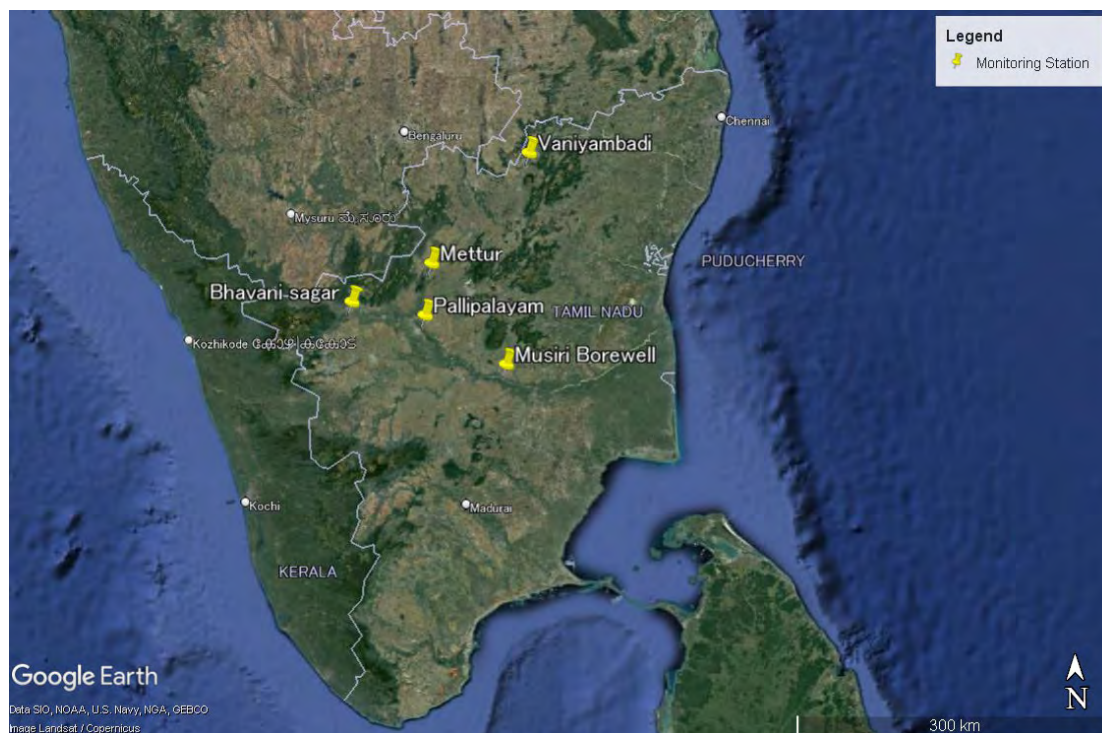 Legend
Monitoring Station
Chennai
Bengaluru
Vaniyambadi
Mysuru ಮೈಸೂರು
Mettur
PUDUCHERRY
Bhavani sagar
Pallipalayam
TAMIL NADU
Kozhikode
Musiri Borewell
Kochi
Madurai
KERALA
Google Earth
Data SIO, NOAA, U.S. Navy, NGA, GEBCO
Image Landsat / Copernicus
300 km
N